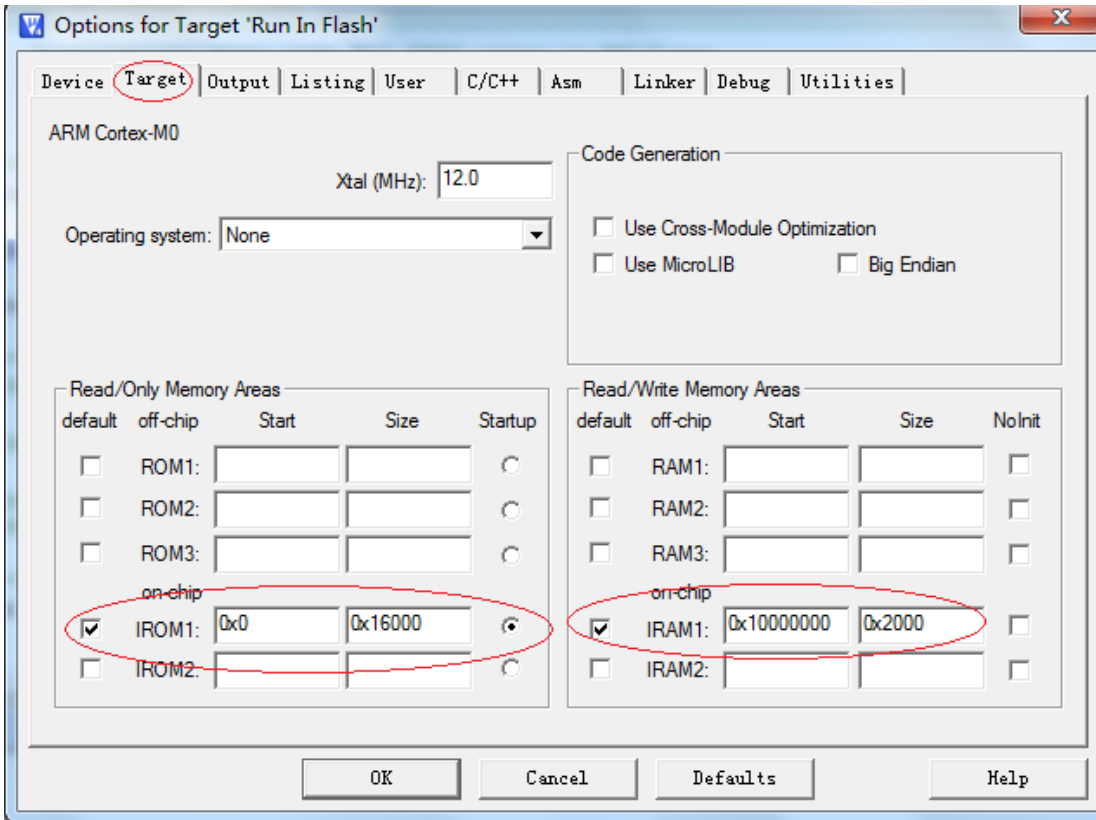 Options for Target 'Run In Flash'
Device Target Output Listing User C/C++ Asm Linker Debug Utilities
ARM Cortex-M0
Xtal (MHz): 12.0
Operating system: None
Code Generation
Use Cross-Module Optimization
Use MicroLIB Big Endian
Read/Only Memory Areas
default off-chip Start Size Startup
ROM1:
ROM2:
ROM3:
on-chip
IROM1: 0x0 0x16000
IROM2:
Read/Write Memory Areas
default off-chip Start Size NoInit
RAM1:
RAM2:
RAM3:
on-chip
IRAM1: 0x10000000 0x2000
IRAM2:
OK Cancel Defaults Help